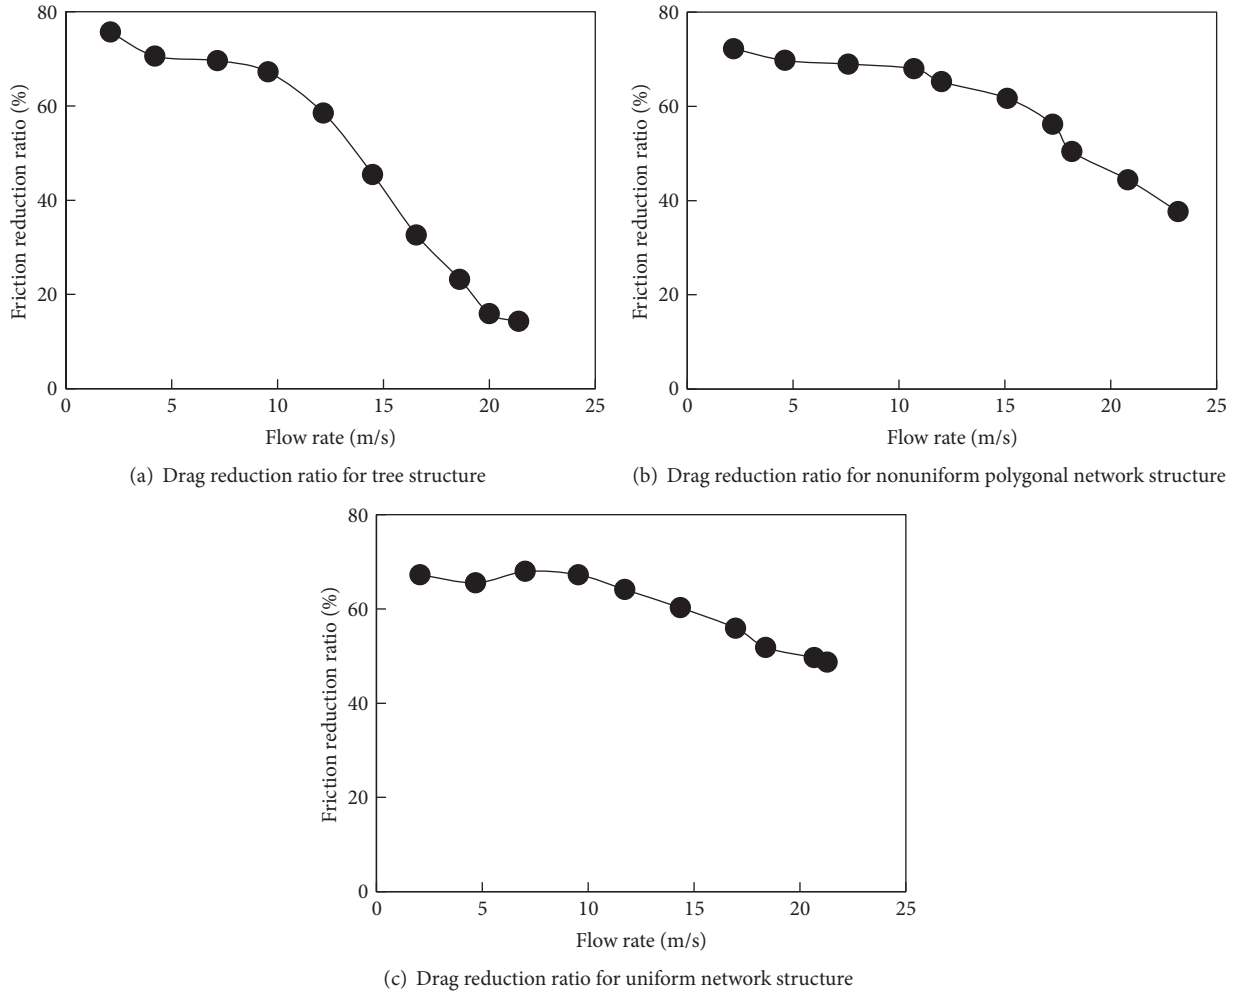 80
60
40
20
0
Friction reduction ratio (%)
0 5 10 15 20 25
Flow rate (m/s)
(a) Drag reduction ratio for tree structure
80
60
40
20
0
Friction reduction ratio (%)
0 5 10 15 20 25
Flow rate (m/s)
(b) Drag reduction ratio for nonuniform polygonal network structure
80
60
40
20
0
Friction reduction ratio (%)
0 5 10 15 20 25
Flow rate (m/s)
(c) Drag reduction ratio for uniform network structure